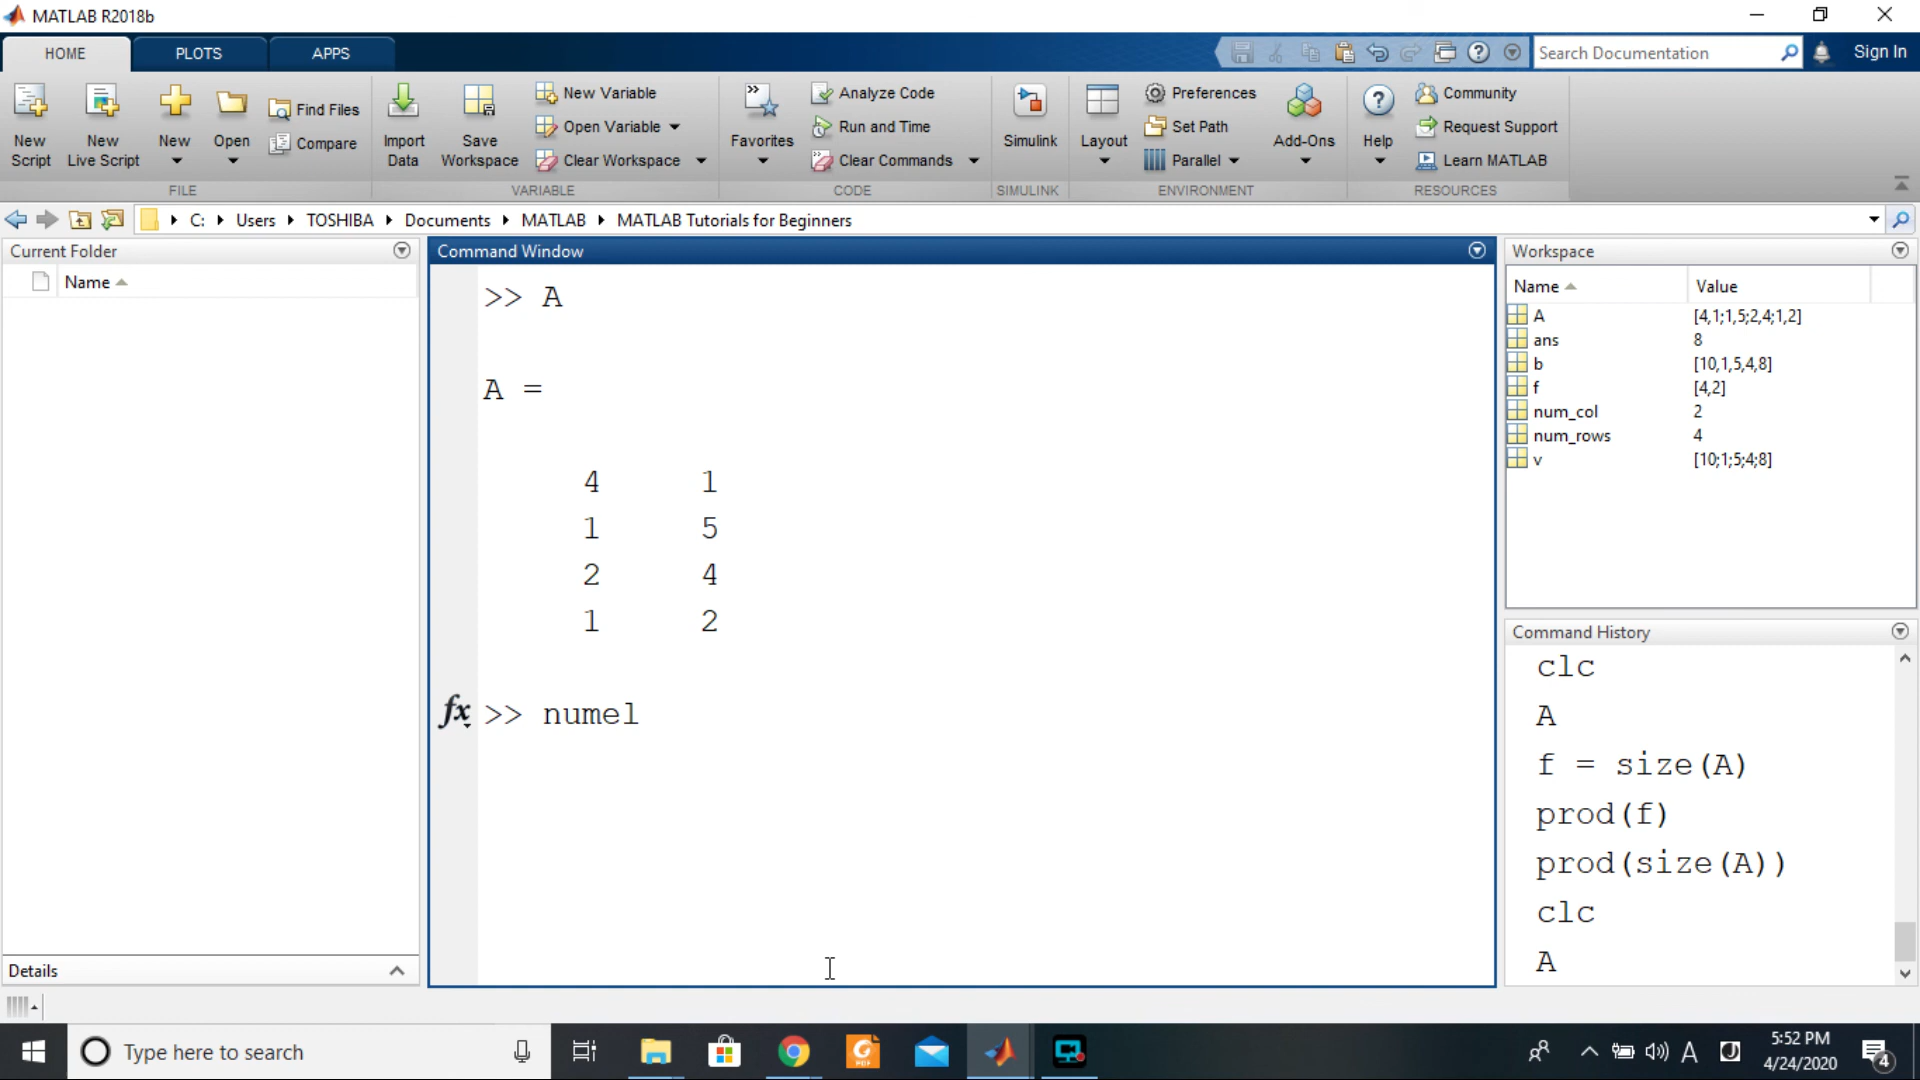 MATLAB R2018b
HOME PLOTS APPS
Search Documentation
Sign In
New Script
New Live Script
New
Open
Find Files
Compare
Import Data
Save Workspace
New Variable
Open Variable
Clear Workspace
Favorites
Analyze Code
Run and Time
Clear Commands
Simulink
Layout
Preferences
Set Path
Parallel
Add-Ons
Help
Community
Request Support
Learn MATLAB
FILE VARIABLE CODE SIMULINK ENVIRONMENT RESOURCES
C: Users TOSHIBA Documents MATLAB MATLAB Tutorials for Beginners
Current Folder
Name
Details
Command Window
>> A
A =
4 1
1 5
2 4
1 2
fx >> numel
Workspace
Name Value
A [4,1;1,5;2,4;1,2]
ans 8
b [10,1,5,4,8]
f [4,2]
num_col 2
num_rows 4
v [10;1;5;4;8]
Command History
clc
A
f = size(A)
prod(f)
prod(size(A))
clc
A
Type here to search
A
5:52 PM
4/24/2020
4